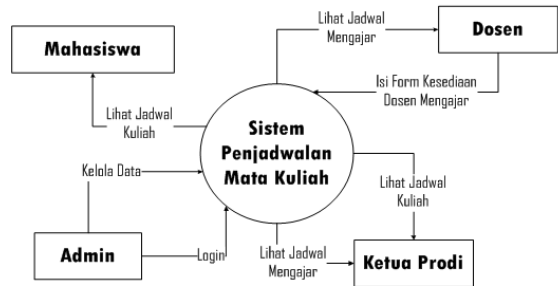 Lihat Jadwal
Mengajar
Dosen
Mahasiswa
Isi Form Kesediaan
Dosen Mengajar
Lihat Jadwal
Kuliah
Sistem
Penjadwalan
Mata Kuliah
Kelola Data
Lihat Jadwal
Kuliah
Admin
Login
Lihat Jadwal
Mengajar
Ketua Prodi